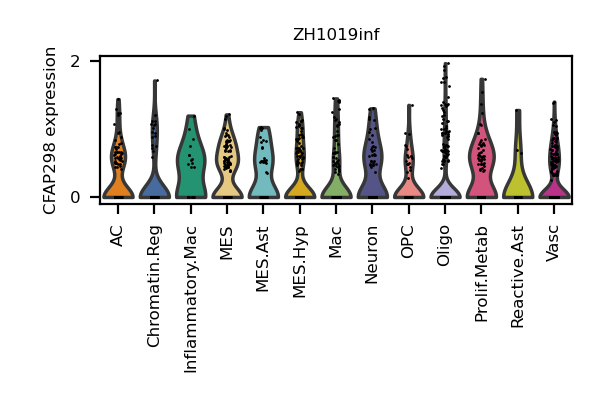 ZH1019inf
CFAP298 expression
2
0
AC
Chromatin.Reg
Inflammatory.Mac
MES
MES.Ast
MES.Hyp
Mac
Neuron
OPC
Oligo
Prolif.Metab
Reactive.Ast
Vasc